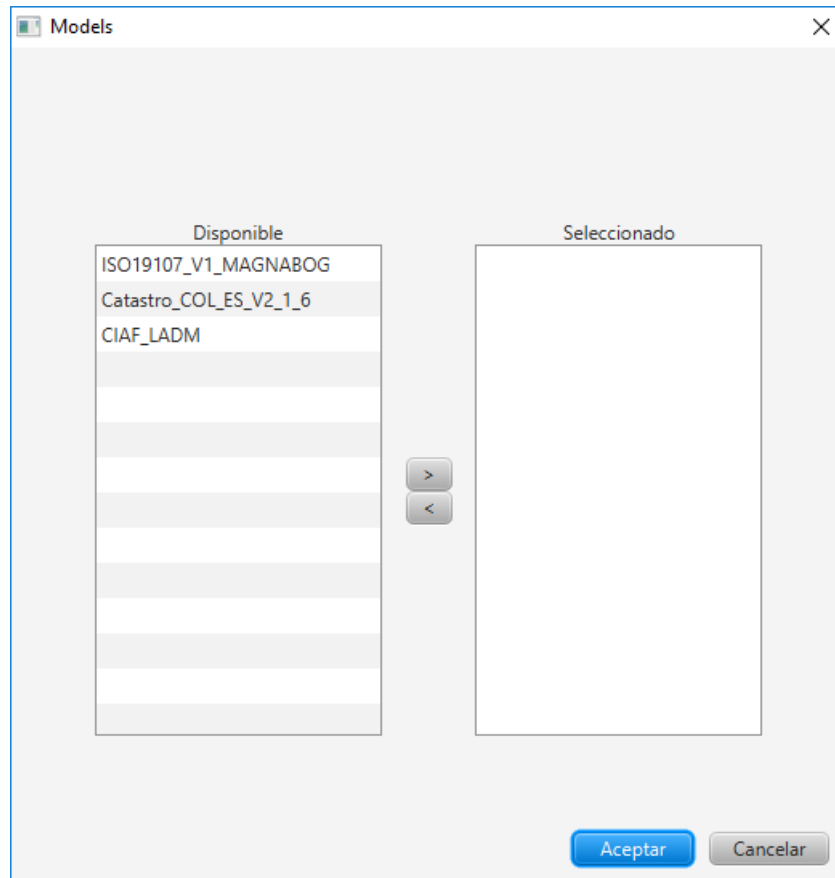 Models
Disponible
Seleccionado
ISO19107_V1_MAGNABOG
Catastro_COL_ES_V2_1_6
CIAF_LADM
>
<
Aceptar
Cancelar